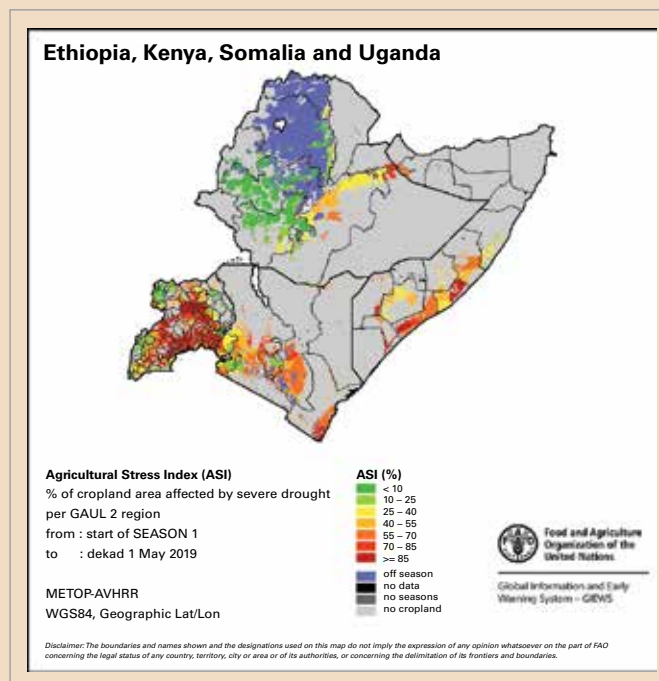 Ethiopia, Kenya, Somalia and Uganda
Agricultural Stress Index (ASI)
% of cropland area affected by severe drought
per GAUL 2 region
from : start of SEASON 1
to : dekad 1 May 2019
METOP-AVHRR
WGS84, Geographic Lat/Lon
ASI (%)
< 10
10 – 25
25 – 40
40 – 55
55 – 70
70 – 85
>= 85
off season
no data
no seasons
no cropland
Food and Agriculture
Organization of the
United Nations
Global Information and Early
Warning System – GIEWS
Disclaimer: The boundaries and names shown and the designations used on this map do not imply the expression of any opinion whatsoever on the part of FAO
concerning the legal status of any country, territory, city or area or of its authorities, or concerning the delimitation of its frontiers and boundaries.